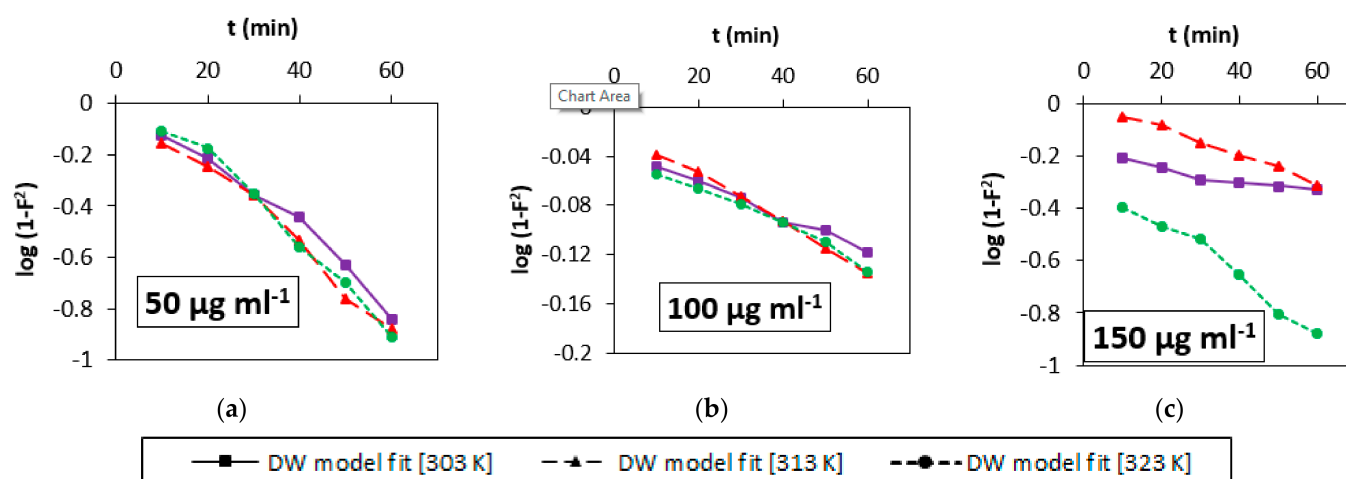 t (min)
0 20 40 60
0
-0.2
-0.4
-0.6
-0.8
-1
log (1-F²)
50 µg ml⁻¹
(a)
t (min)
0 20 40 60
Chart Area
-0.04
-0.08
-0.12
-0.16
-0.2
log (1-F²)
100 µg ml⁻¹
(b)
t (min)
0 20 40 60
0
-0.2
-0.4
-0.6
-0.8
-1
log (1-F²)
150 µg ml⁻¹
(c)
DW model fit [303 K] DW model fit [313 K] DW model fit [323 K]